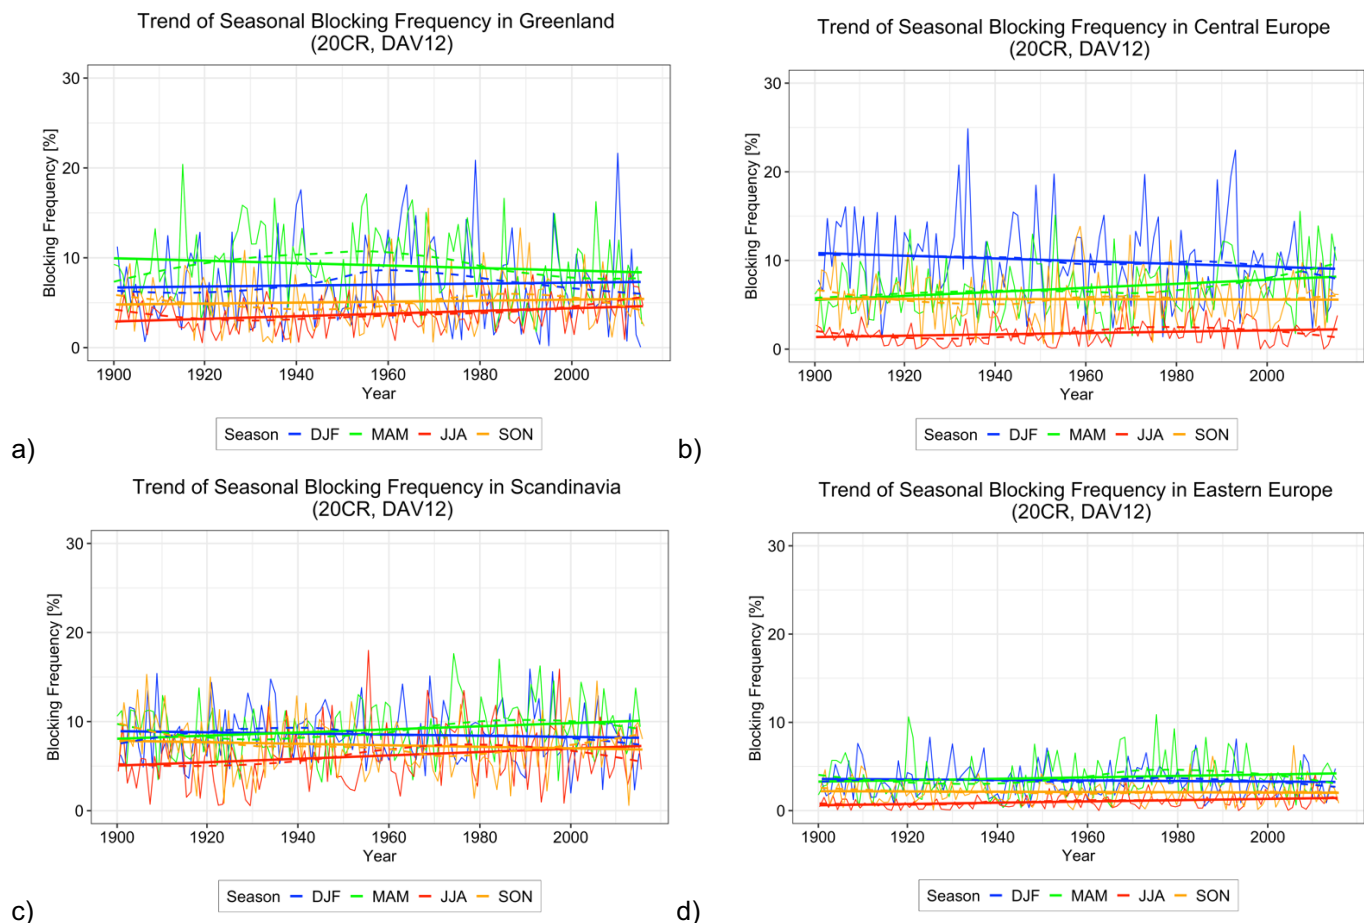 Trend of Seasonal Blocking Frequency in Greenland
(20CR, DAV12)
30
20
10
0
Blocking Frequency [%]
1900 1920 1940 1960 1980 2000
Year
Season DJF MAM JJA SON
a)
Trend of Seasonal Blocking Frequency in Central Europe
(20CR, DAV12)
30
20
10
0
Blocking Frequency [%]
1900 1920 1940 1960 1980 2000
Year
Season DJF MAM JJA SON
b)
Trend of Seasonal Blocking Frequency in Scandinavia
(20CR, DAV12)
30
20
10
0
Blocking Frequency [%]
1900 1920 1940 1960 1980 2000
Year
Season DJF MAM JJA SON
c)
Trend of Seasonal Blocking Frequency in Eastern Europe
(20CR, DAV12)
30
20
10
0
Blocking Frequency [%]
1900 1920 1940 1960 1980 2000
Year
Season DJF MAM JJA SON
d)